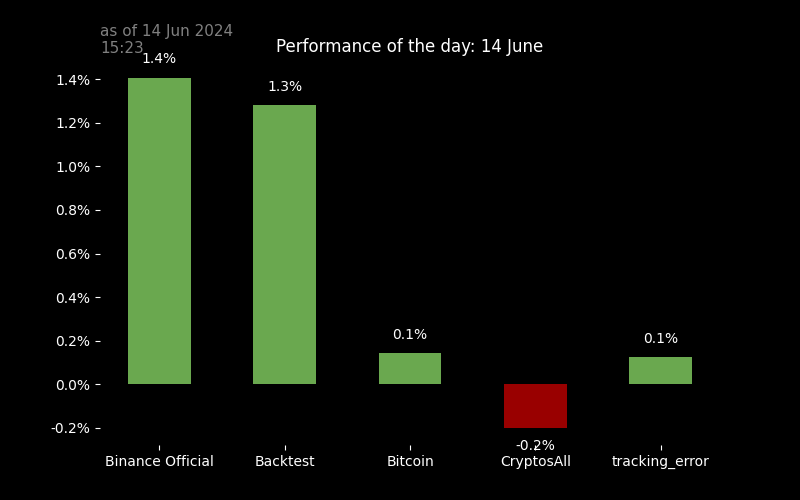 as of 14 Jun 2024
15:23
Performance of the day: 14 June
1.4%
1.3%
0.1%
-0.2%
0.1%
1.4%
1.2%
1.0%
0.8%
0.6%
0.4%
0.2%
0.0%
-0.2%
Binance Official
Backtest
Bitcoin
CryptosAll
tracking_error